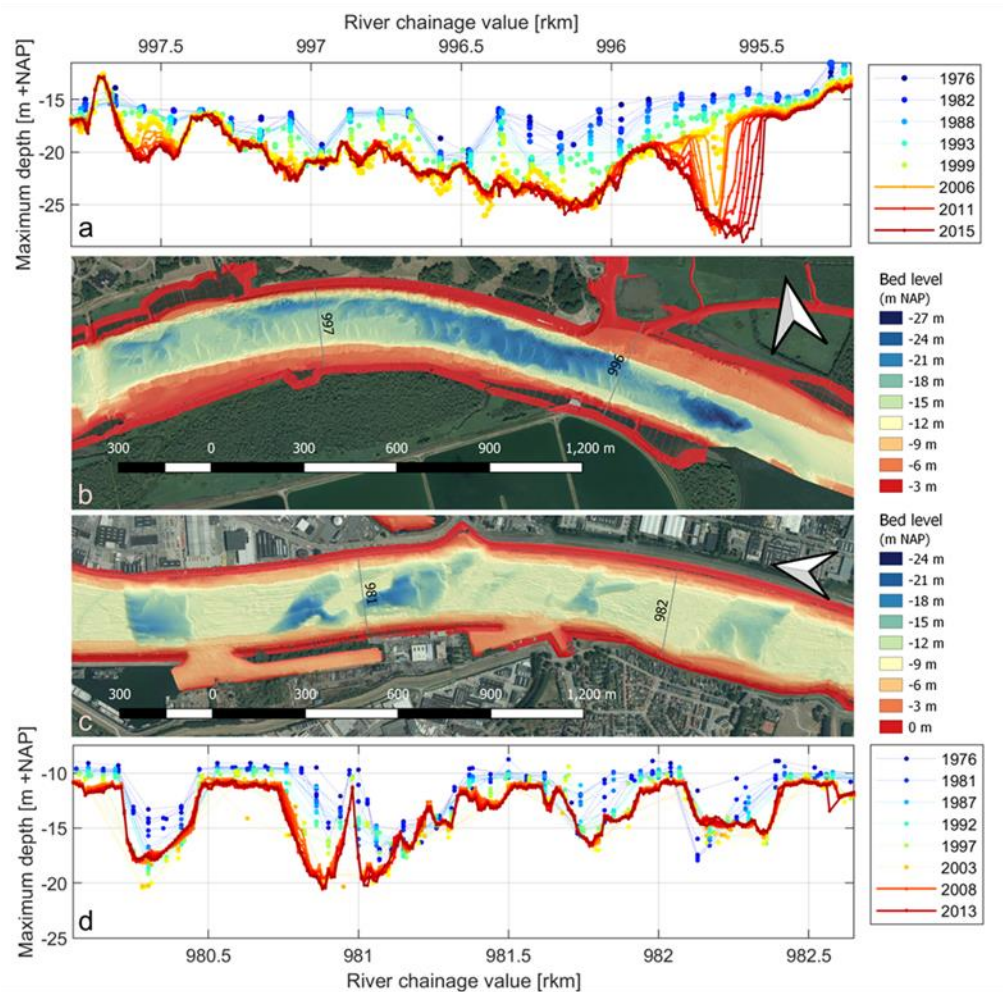 River chainage value [rkm]
997.5 997 996.5 996 995.5
Maximum depth [m +NAP]
-15
-20
-25
a
1976
1982
1988
1993
1999
2006
2011
2015
997
996
300 0 300 600 900 1,200 m
b
Bed level
(m NAP)
-27 m
-24 m
-21 m
-18 m
-15 m
-12 m
-9 m
-6 m
-3 m
981
982
300 0 300 600 900 1,200 m
c
Bed level
(m NAP)
-24 m
-21 m
-18 m
-15 m
-12 m
-9 m
-6 m
-3 m
0 m
Maximum depth [m +NAP]
-10
-15
-20
-25
d
1976
1981
1987
1992
1997
2003
2008
2013
980.5 981 981.5 982 982.5
River chainage value [rkm]